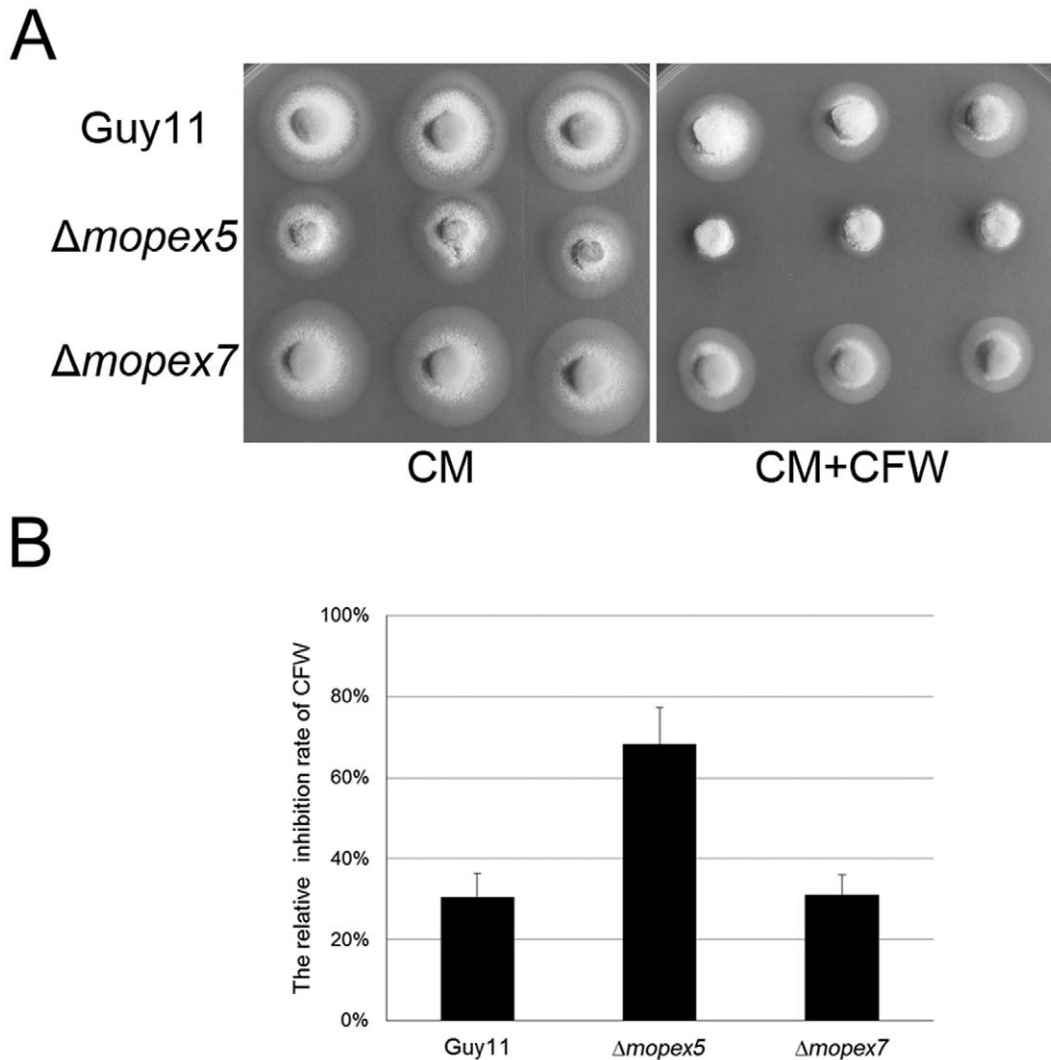 A
Guy11
Δmopex5
Δmopex7
CM
CM+CFW
B
The relative inhibition rate of CFW
100%
80%
60%
40%
20%
0%
Guy11
Δmopex5
Δmopex7